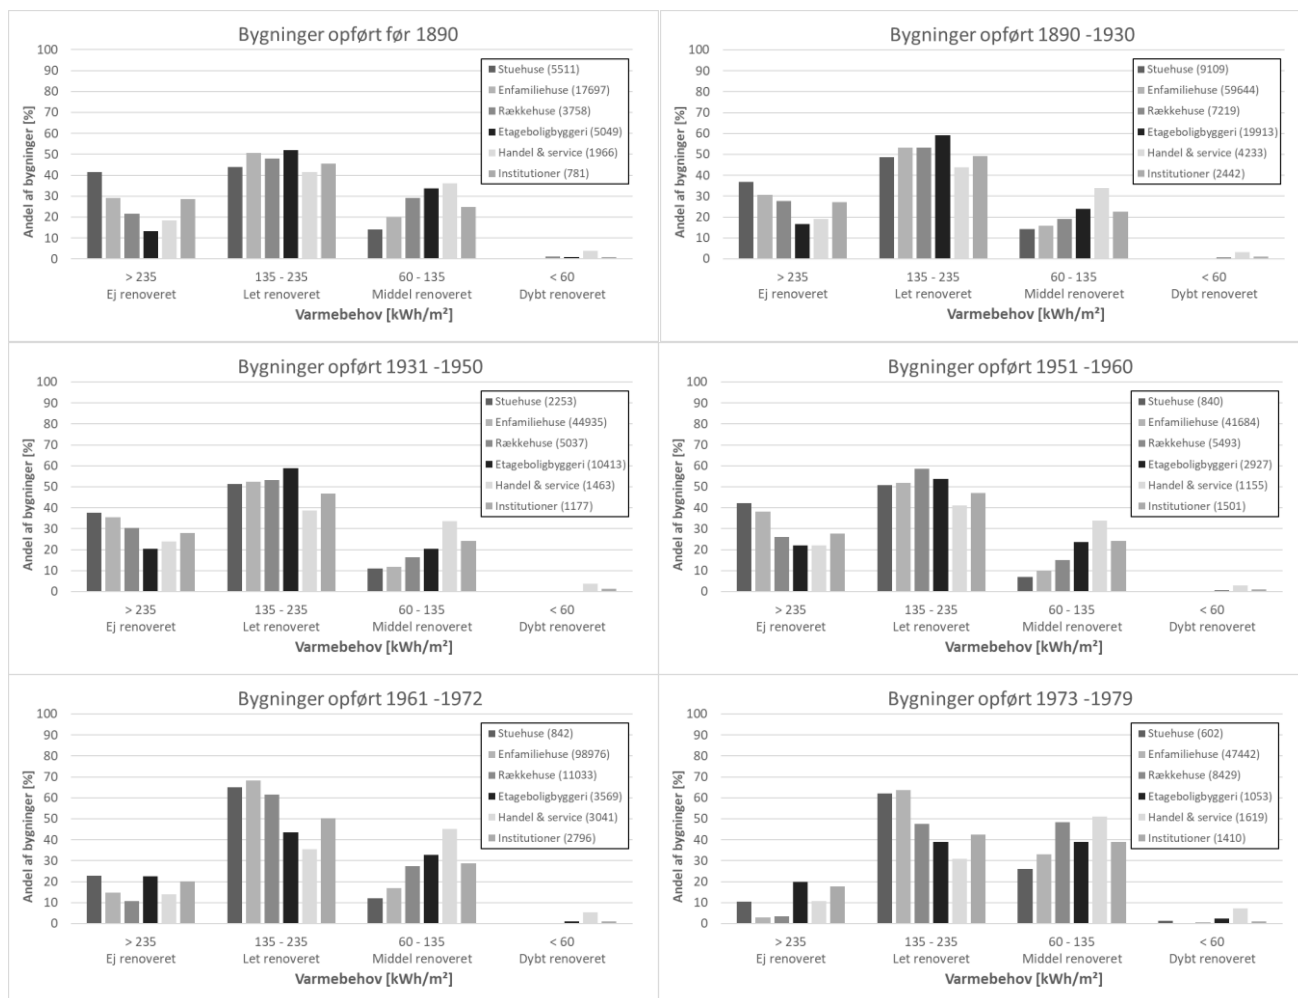 Bygninger opført før 1890
Andel af bygninger [%]
100
90
80
70
60
50
40
30
20
10
0
Stuehuse (5511)
Enfamiliehuse (17697)
Rækkehuse (3758)
Etageboligbyggeri (5049)
Handel & service (1966)
Institutioner (781)
> 235
135 - 235
60 - 135
< 60
Ej renoveret
Let renoveret
Middel renoveret
Dybt renoveret
Varmebehov [kWh/m²]
Bygninger opført 1890 -1930
Andel af bygninger [%]
100
90
80
70
60
50
40
30
20
10
0
Stuehuse (9109)
Enfamiliehuse (59644)
Rækkehuse (7219)
Etageboligbyggeri (19913)
Handel & service (4233)
Institutioner (2442)
> 235
135 - 235
60 - 135
< 60
Ej renoveret
Let renoveret
Middel renoveret
Dybt renoveret
Varmebehov [kWh/m²]
Bygninger opført 1931 -1950
Andel af bygninger [%]
100
90
80
70
60
50
40
30
20
10
0
Stuehuse (2253)
Enfamiliehuse (44935)
Rækkehuse (5037)
Etageboligbyggeri (10413)
Handel & service (1463)
Institutioner (1177)
> 235
135 - 235
60 - 135
< 60
Ej renoveret
Let renoveret
Middel renoveret
Dybt renoveret
Varmebehov [kWh/m²]
Bygninger opført 1951 -1960
Andel af bygninger [%]
100
90
80
70
60
50
40
30
20
10
0
Stuehuse (840)
Enfamiliehuse (41684)
Rækkehuse (5493)
Etageboligbyggeri (2927)
Handel & service (1155)
Institutioner (1501)
> 235
135 - 235
60 - 135
< 60
Ej renoveret
Let renoveret
Middel renoveret
Dybt renoveret
Varmebehov [kWh/m²]
Bygninger opført 1961 -1972
Andel af bygninger [%]
100
90
80
70
60
50
40
30
20
10
0
Stuehuse (842)
Enfamiliehuse (98976)
Rækkehuse (11033)
Etageboligbyggeri (3569)
Handel & service (3041)
Institutioner (2796)
> 235
135 - 235
60 - 135
< 60
Ej renoveret
Let renoveret
Middel renoveret
Dybt renoveret
Varmebehov [kWh/m²]
Bygninger opført 1973 -1979
Andel af bygninger [%]
100
90
80
70
60
50
40
30
20
10
0
Stuehuse (602)
Enfamiliehuse (47442)
Rækkehuse (8429)
Etageboligbyggeri (1053)
Handel & service (1619)
Institutioner (1410)
> 235
135 - 235
60 - 135
< 60
Ej renoveret
Let renoveret
Middel renoveret
Dybt renoveret
Varmebehov [kWh/m²]